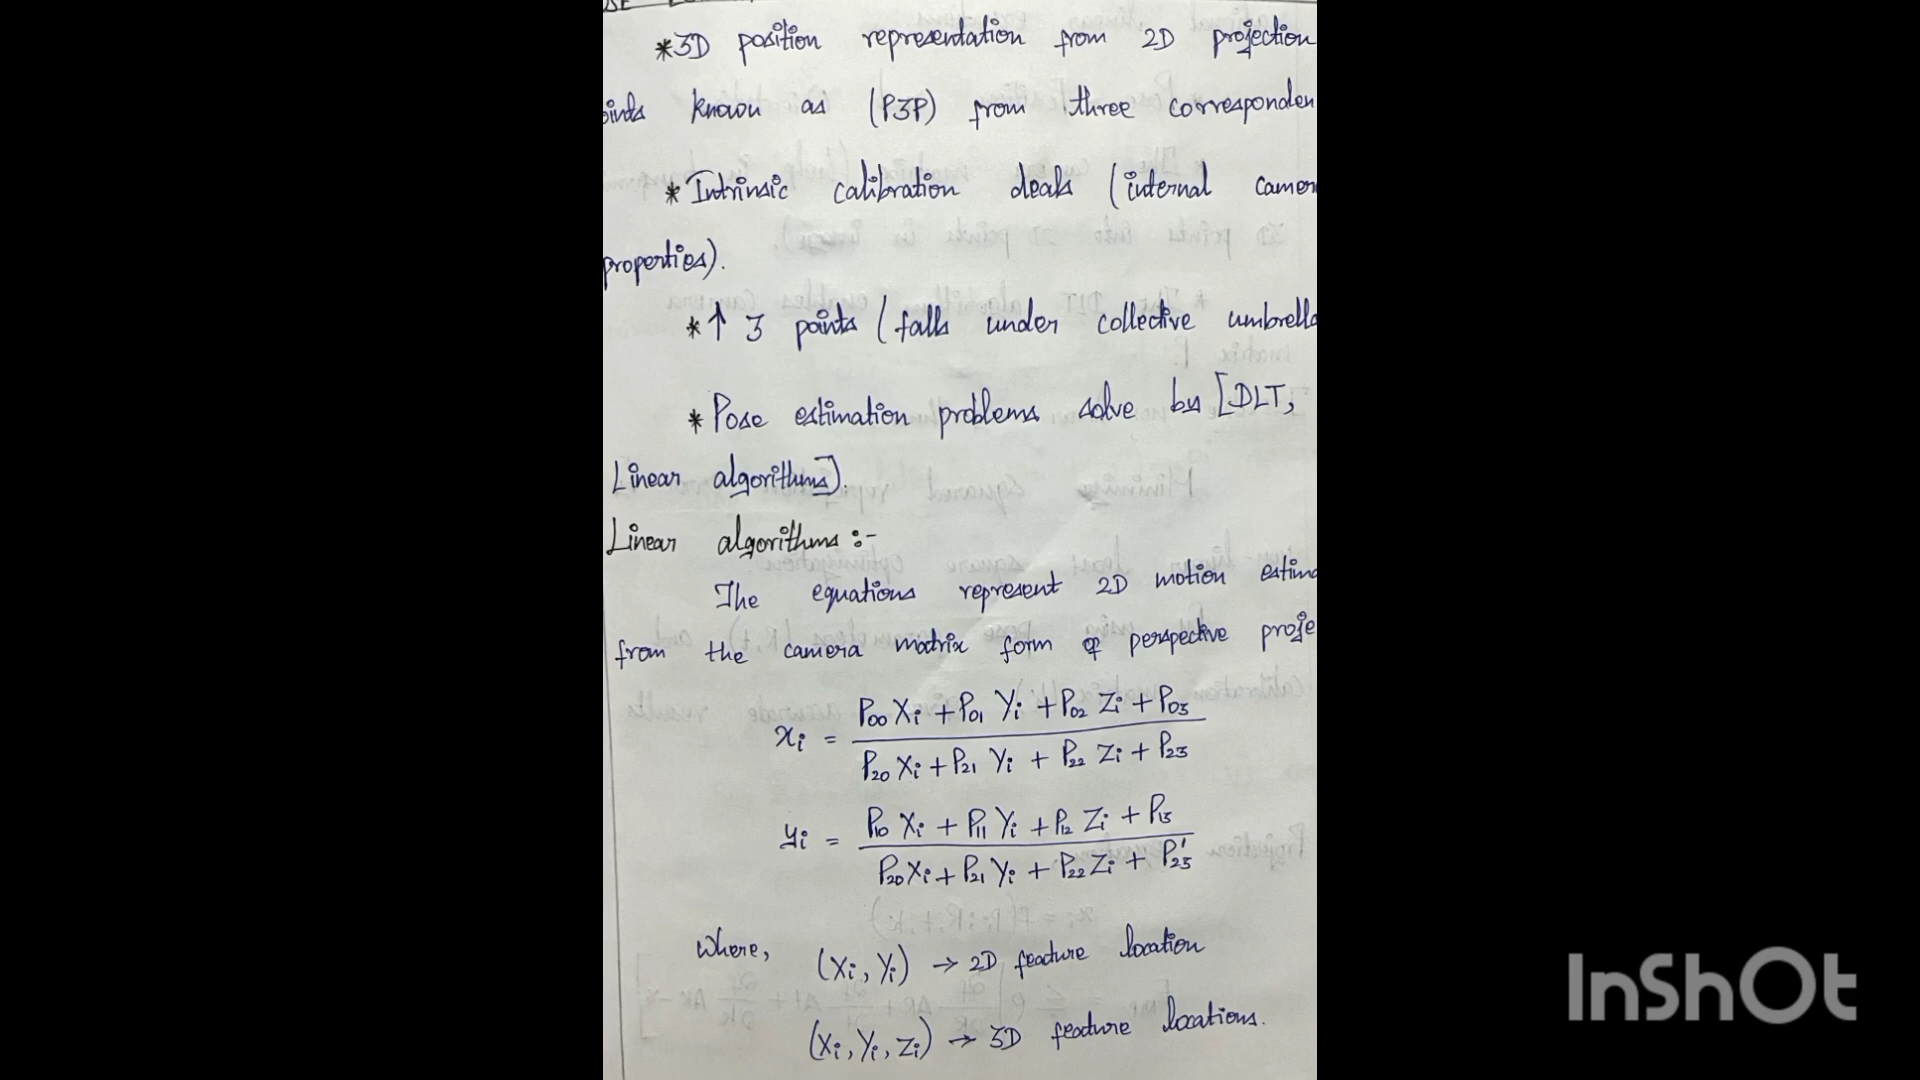 *3D position representation from 2D projection
oints known as (P3P) from three corresponden
*Intrinsic calibration deals (internal camer
properties).
*↑ 3 points (falls under collective umbrella
*Pose estimation problems solve by [DLT,
Linear algorithms].
Linear algorithms :-
The equations represent 2D motion estima
from the camera matrix form of perspective proje
xi = P00 Xi + P01 Yi + P02 Zi + P03
P20 Xi + P21 Yi + P22 Zi + P23
yi = P10 Xi + P11 Yi + P12 Zi + P13
P20 Xi + P21 Yi + P22 Zi + P23'
Where, (Xi, Yi) → 2D feature location
(Xi, Yi, Zi) → 3D feature locations.
InShOt